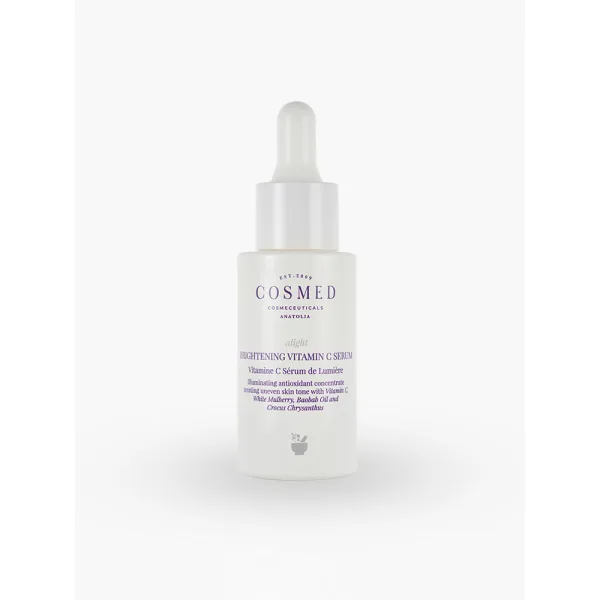 EST-2009
COSMED
COSMECEUTICALS
ANATOLIA
alight
BRIGHTENING VITAMIN C SERUM
Vitamine C Sérum de Lumière
Illuminating antioxidant concentrate
treating uneven skin tone with Vitamin C,
White Mulberry, Baobab Oil and
Crocus Chrysanthus